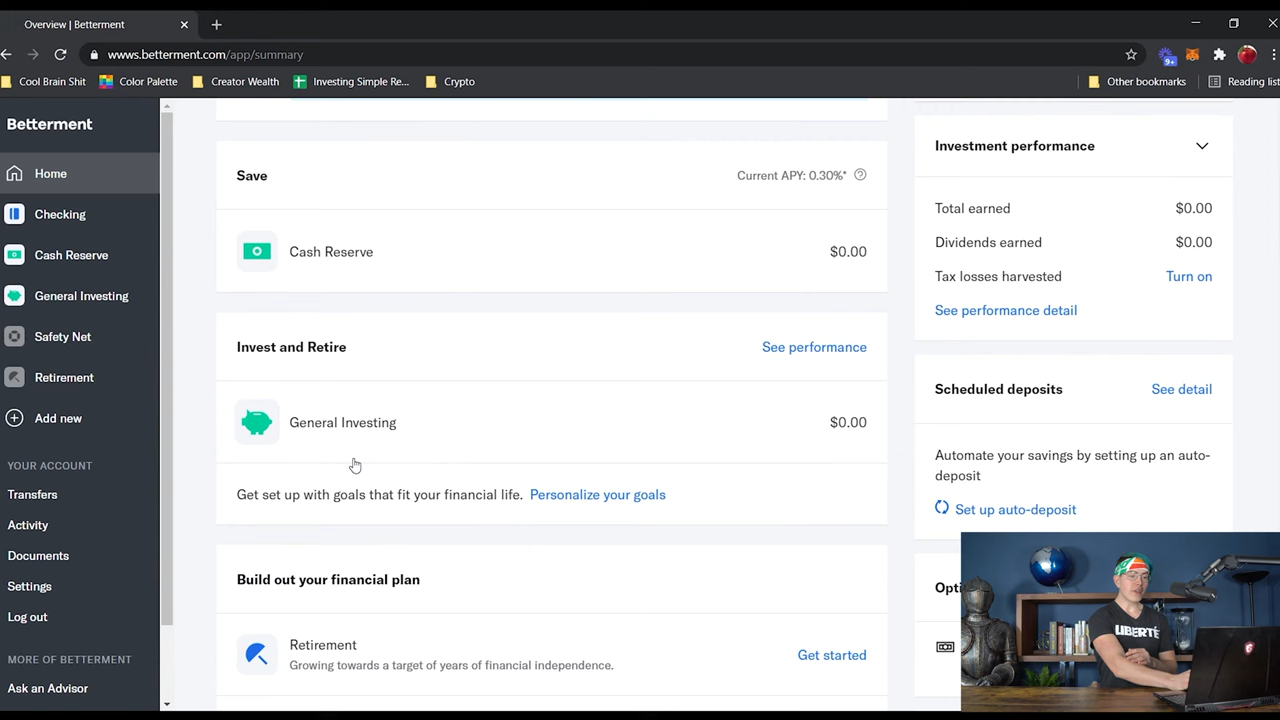 Overview | Betterment
wwws.betterment.com/app/summary
Cool Brain Shit
Color Palette
Creator Wealth
Investing Simple Re...
Crypto
Other bookmarks
Reading list
9+
Betterment
Home
Checking
Cash Reserve
General Investing
Safety Net
Retirement
Add new
YOUR ACCOUNT
Transfers
Activity
Documents
Settings
Log out
MORE OF BETTERMENT
Ask an Advisor
Save
Current APY: 0.30%*
Cash Reserve
$0.00
Invest and Retire
See performance
General Investing
$0.00
Get set up with goals that fit your financial life. Personalize your goals
Build out your financial plan
Retirement
Growing towards a target of years of financial independence.
Get started
Investment performance
Total earned $0.00
Dividends earned $0.00
Tax losses harvested Turn on
See performance detail
Scheduled deposits See detail
Automate your savings by setting up an auto-
deposit
Set up auto-deposit
Opti
LIBERTÉ